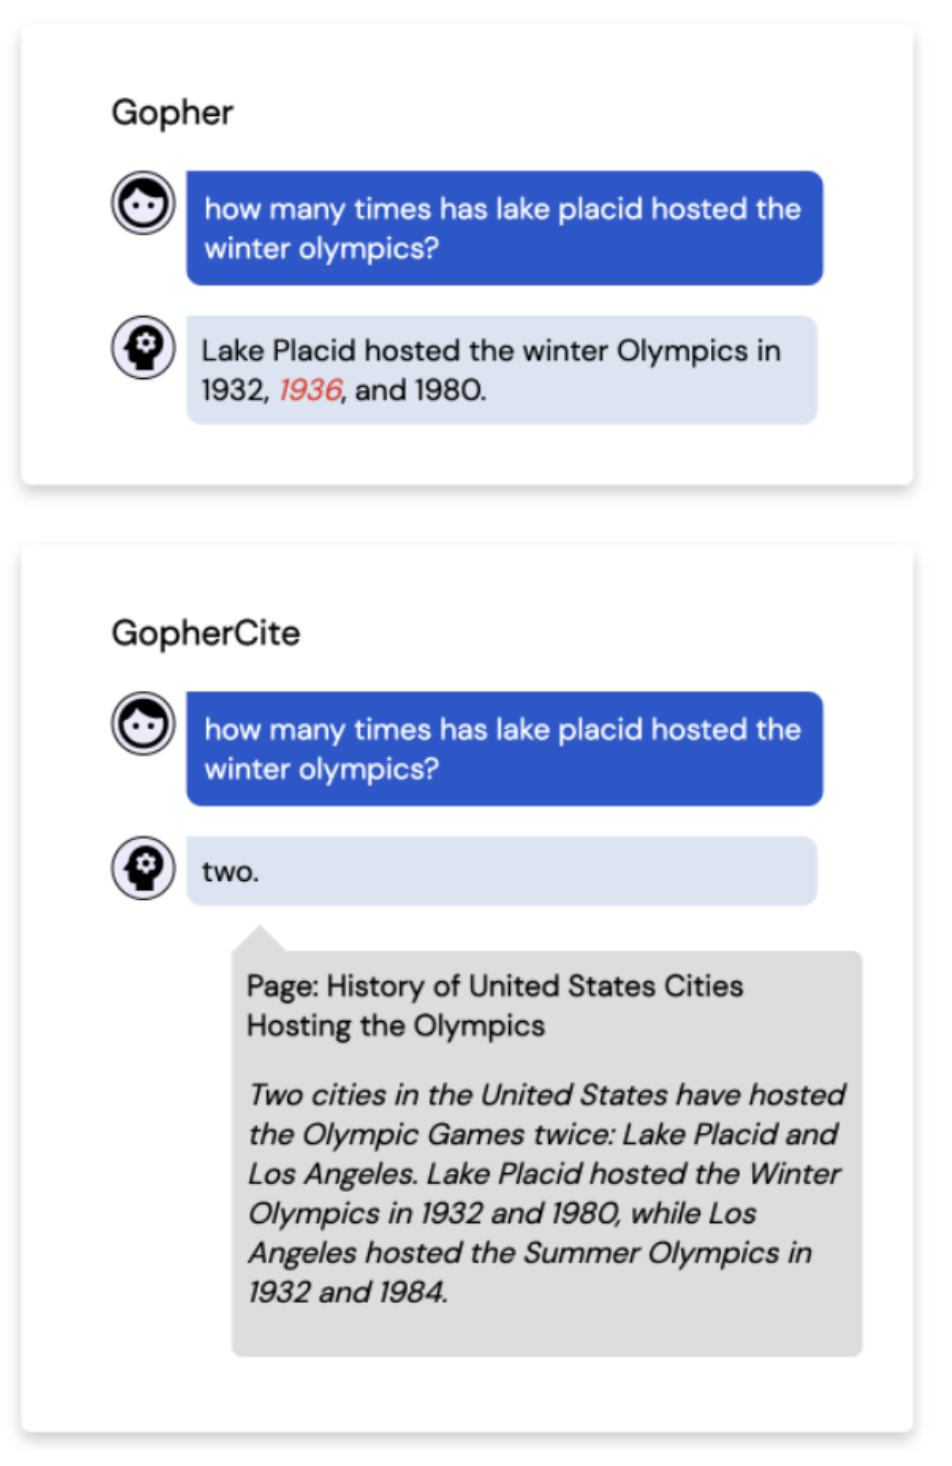 Gopher
how many times has lake placid hosted the
winter olympics?
Lake Placid hosted the winter Olympics in
1932, 1936, and 1980.
GopherCite
how many times has lake placid hosted the
winter olympics?
two.
Page: History of United States Cities
Hosting the Olympics
Two cities in the United States have hosted
the Olympic Games twice: Lake Placid and
Los Angeles. Lake Placid hosted the Winter
Olympics in 1932 and 1980, while Los
Angeles hosted the Summer Olympics in
1932 and 1984.